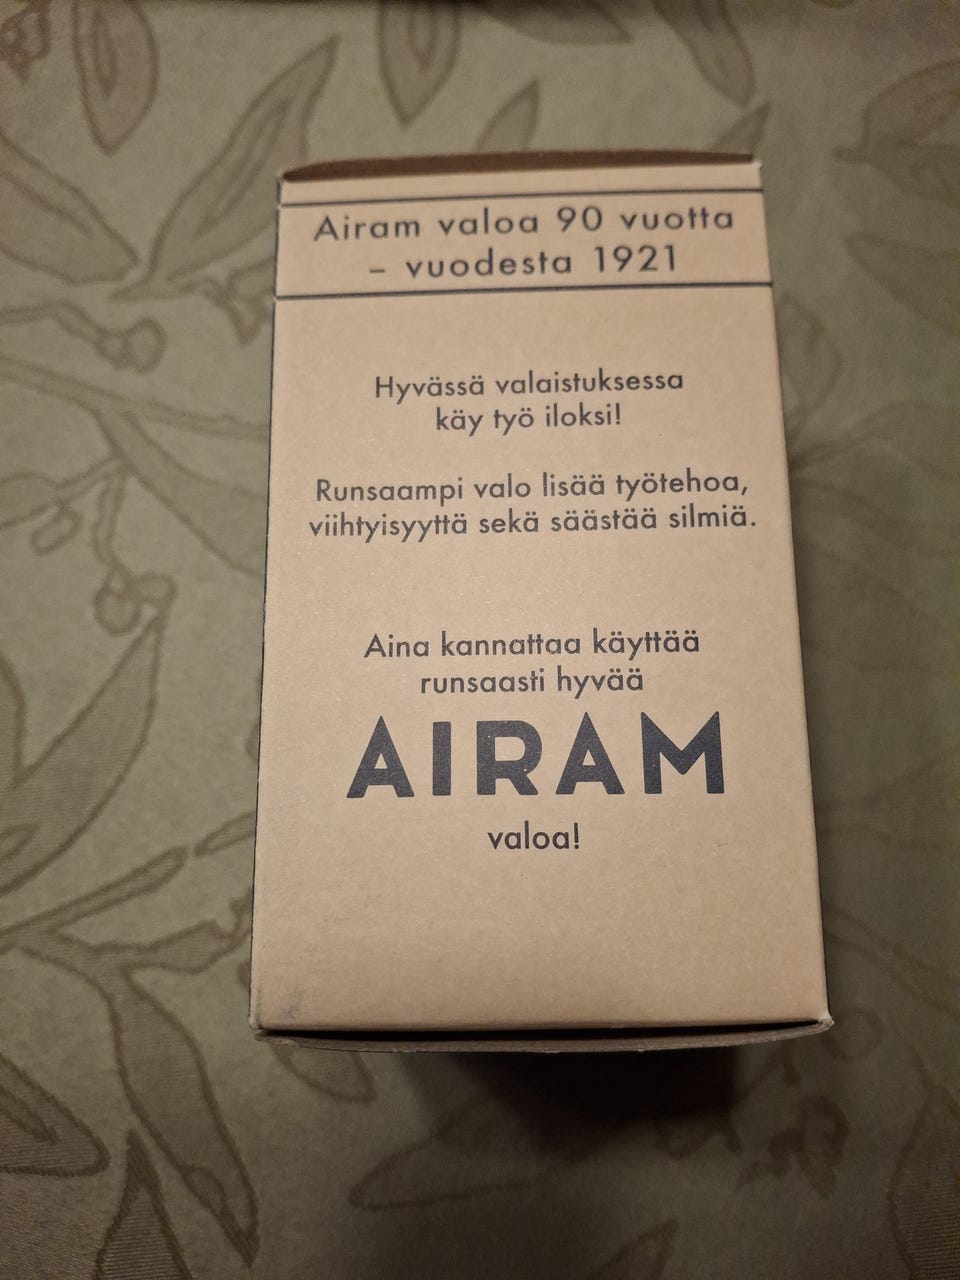 Airam valoa 90 vuotta
– vuodesta 1921
Hyvässä valaistuksessa
käy työ iloksi!
Runsaampi valo lisää työtehoa,
viihtyisyyttä sekä säästää silmiä.
Aina kannattaa käyttää
runsaasti hyvää
AIRAM
valoa!